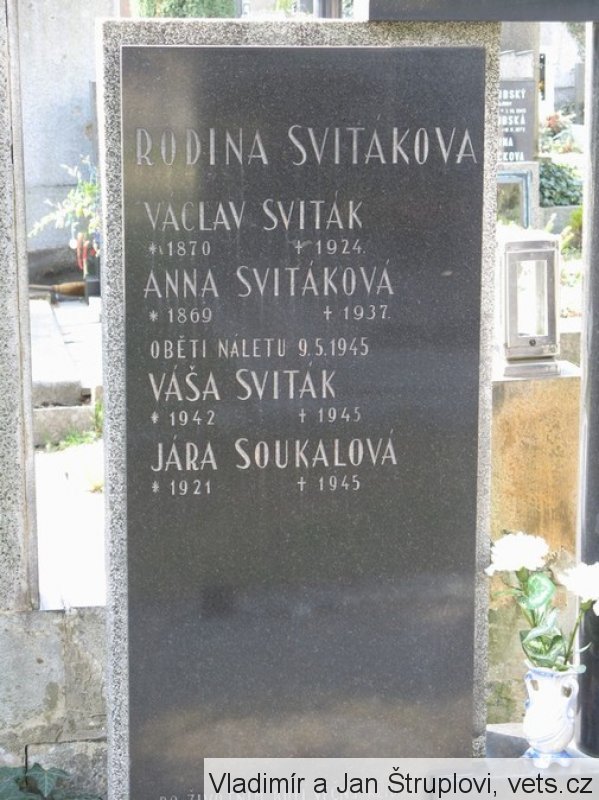 RODINA SVITÁKOVA
VÁCLAV SVITÁK
* 1870 + 1924
ANNA SVITÁKOVÁ
* 1869 + 1937
OBĚTI NÁLETU 9.5.1945
VÁŠA SVITÁK
* 1942 + 1945
JÁRA SOUKALOVÁ
* 1921 + 1945
Vladimír a Jan Štruplovi, vets.cz